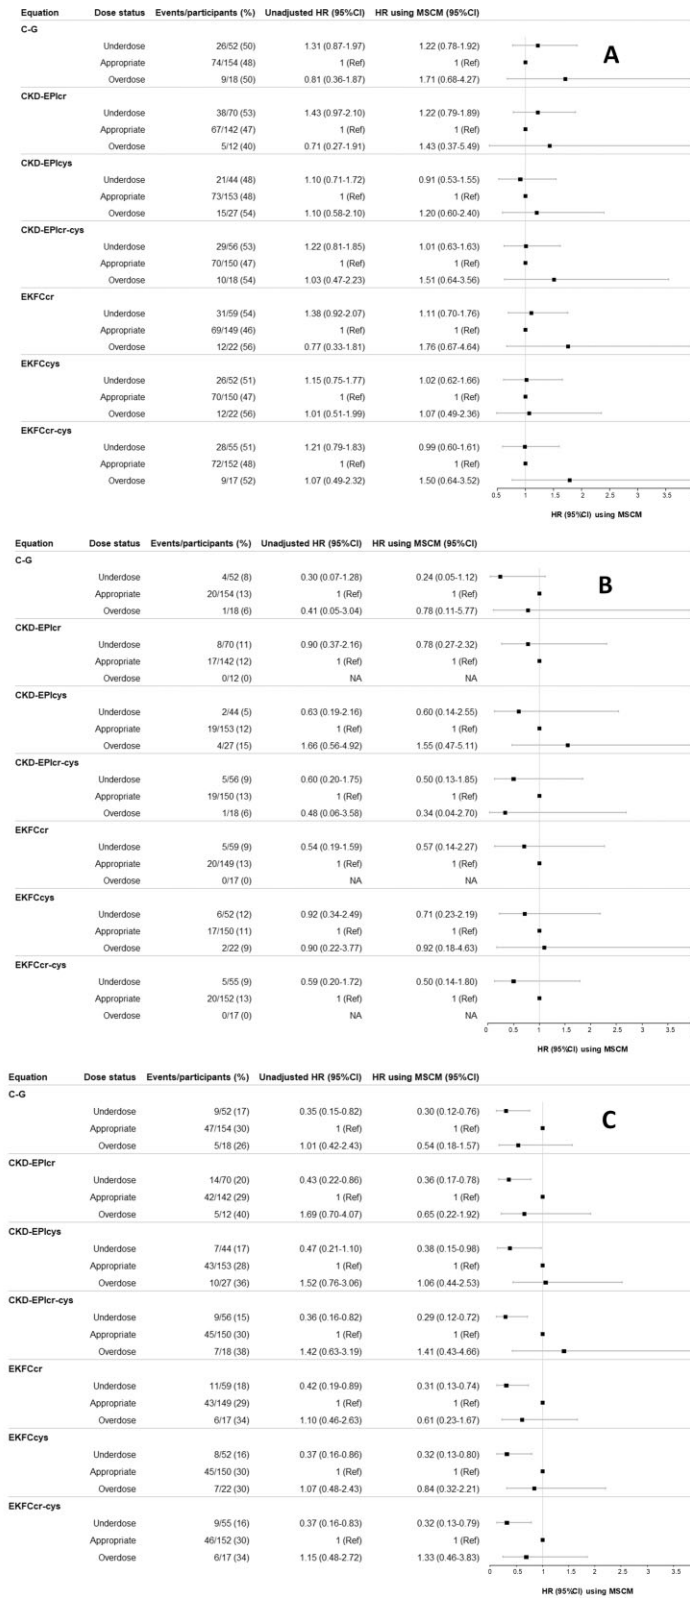 Equation Dose status Events/participants (%) Unadjusted HR (95%CI) HR using MSCM (95%CI)
C-G
Underdose 26/52 (50) 1.31 (0.87-1.97) 1.22 (0.78-1.92)
A
Appropriate 74/154 (48) 1 (Ref) 1 (Ref)
Overdose 9/18 (50) 0.81 (0.36-1.87) 1.71 (0.68-4.27)
CKD-EPIcr
Underdose 38/70 (53) 1.43 (0.97-2.10) 1.22 (0.79-1.89)
Appropriate 67/142 (47) 1 (Ref) 1 (Ref)
Overdose 5/12 (40) 0.71 (0.27-1.91) 1.43 (0.37-5.49)
CKD-EPIcys
Underdose 21/44 (48) 1.10 (0.71-1.72) 0.91 (0.53-1.55)
Appropriate 73/153 (48) 1 (Ref) 1 (Ref)
Overdose 15/27 (54) 1.10 (0.58-2.10) 1.20 (0.60-2.40)
CKD-EPIcr-cys
Underdose 29/56 (53) 1.22 (0.81-1.85) 1.01 (0.63-1.63)
Appropriate 70/150 (47) 1 (Ref) 1 (Ref)
Overdose 10/18 (54) 1.03 (0.47-2.23) 1.51 (0.64-3.56)
EKFCcr
Underdose 31/59 (54) 1.38 (0.92-2.07) 1.11 (0.70-1.76)
Appropriate 69/149 (46) 1 (Ref) 1 (Ref)
Overdose 12/22 (56) 0.77 (0.33-1.81) 1.76 (0.67-4.64)
EKFCcys
Underdose 26/52 (51) 1.15 (0.75-1.77) 1.02 (0.62-1.66)
Appropriate 70/150 (47) 1 (Ref) 1 (Ref)
Overdose 12/22 (56) 1.01 (0.51-1.99) 1.07 (0.49-2.36)
EKFCcr-cys
Underdose 28/55 (51) 1.21 (0.79-1.83) 0.99 (0.60-1.61)
Appropriate 72/152 (48) 1 (Ref) 1 (Ref)
Overdose 9/17 (52) 1.07 (0.49-2.32) 1.50 (0.64-3.52)
0.5 1 1.5 2 2.5 3 3.5
HR (95%CI) using MSCM
Equation Dose status Events/participants (%) Unadjusted HR (95%CI) HR using MSCM (95%CI)
C-G
Underdose 4/52 (8) 0.30 (0.07-1.28) 0.24 (0.05-1.12)
B
Appropriate 20/154 (13) 1 (Ref) 1 (Ref)
Overdose 1/18 (6) 0.41 (0.05-3.04) 0.78 (0.11-5.77)
CKD-EPIcr
Underdose 8/70 (11) 0.90 (0.37-2.16) 0.78 (0.27-2.32)
Appropriate 17/142 (12) 1 (Ref) 1 (Ref)
Overdose 0/12 (0) NA NA
CKD-EPIcys
Underdose 2/44 (5) 0.63 (0.19-2.16) 0.60 (0.14-2.55)
Appropriate 19/153 (12) 1 (Ref) 1 (Ref)
Overdose 4/27 (15) 1.66 (0.56-4.92) 1.55 (0.47-5.11)
CKD-EPIcr-cys
Underdose 5/56 (9) 0.60 (0.20-1.75) 0.50 (0.13-1.85)
Appropriate 19/150 (13) 1 (Ref) 1 (Ref)
Overdose 1/18 (6) 0.48 (0.06-3.58) 0.34 (0.04-2.70)
EKFCcr
Underdose 5/59 (9) 0.54 (0.19-1.59) 0.57 (0.14-2.27)
Appropriate 20/149 (13) 1 (Ref) 1 (Ref)
Overdose 0/17 (0) NA NA
EKFCcys
Underdose 6/52 (12) 0.92 (0.34-2.49) 0.71 (0.23-2.19)
Appropriate 17/150 (11) 1 (Ref) 1 (Ref)
Overdose 2/22 (9) 0.90 (0.22-3.77) 0.92 (0.18-4.63)
EKFCcr-cys
Underdose 5/55 (9) 0.59 (0.20-1.72) 0.50 (0.14-1.80)
Appropriate 20/152 (13) 1 (Ref) 1 (Ref)
Overdose 0/17 (0) NA NA
0 0.5 1 1.5 2 2.5 3 3.5
HR (95%CI) using MSCM
Equation Dose status Events/participants (%) Unadjusted HR (95%CI) HR using MSCM (95%CI)
C-G
Underdose 9/52 (17) 0.35 (0.15-0.82) 0.30 (0.12-0.76)
C
Appropriate 47/154 (30) 1 (Ref) 1 (Ref)
Overdose 5/18 (26) 1.01 (0.42-2.43) 0.54 (0.18-1.57)
CKD-EPIcr
Underdose 14/70 (20) 0.43 (0.22-0.86) 0.36 (0.17-0.78)
Appropriate 42/142 (29) 1 (Ref) 1 (Ref)
Overdose 5/12 (40) 1.69 (0.70-4.07) 0.65 (0.22-1.92)
CKD-EPIcys
Underdose 7/44 (17) 0.47 (0.21-1.10) 0.38 (0.15-0.98)
Appropriate 43/153 (28) 1 (Ref) 1 (Ref)
Overdose 10/27 (36) 1.52 (0.76-3.06) 1.06 (0.44-2.53)
CKD-EPIcr-cys
Underdose 9/56 (15) 0.36 (0.16-0.82) 0.29 (0.12-0.72)
Appropriate 45/150 (30) 1 (Ref) 1 (Ref)
Overdose 7/18 (38) 1.42 (0.63-3.19) 1.41 (0.43-4.66)
EKFCcr
Underdose 11/59 (18) 0.42 (0.19-0.89) 0.31 (0.13-0.74)
Appropriate 43/149 (29) 1 (Ref) 1 (Ref)
Overdose 6/17 (34) 1.10 (0.46-2.63) 0.61 (0.23-1.67)
EKFCcys
Underdose 8/52 (16) 0.37 (0.16-0.86) 0.32 (0.13-0.80)
Appropriate 45/150 (30) 1 (Ref) 1 (Ref)
Overdose 7/22 (30) 1.07 (0.48-2.43) 0.84 (0.32-2.21)
EKFCcr-cys
Underdose 9/55 (16) 0.37 (0.16-0.83) 0.32 (0.13-0.79)
Appropriate 46/152 (30) 1 (Ref) 1 (Ref)
Overdose 6/17 (34) 1.15 (0.48-2.72) 1.33 (0.46-3.83)
0 0.5 1 1.5 2 2.5 3 3.5
HR (95%CI) using MSCM